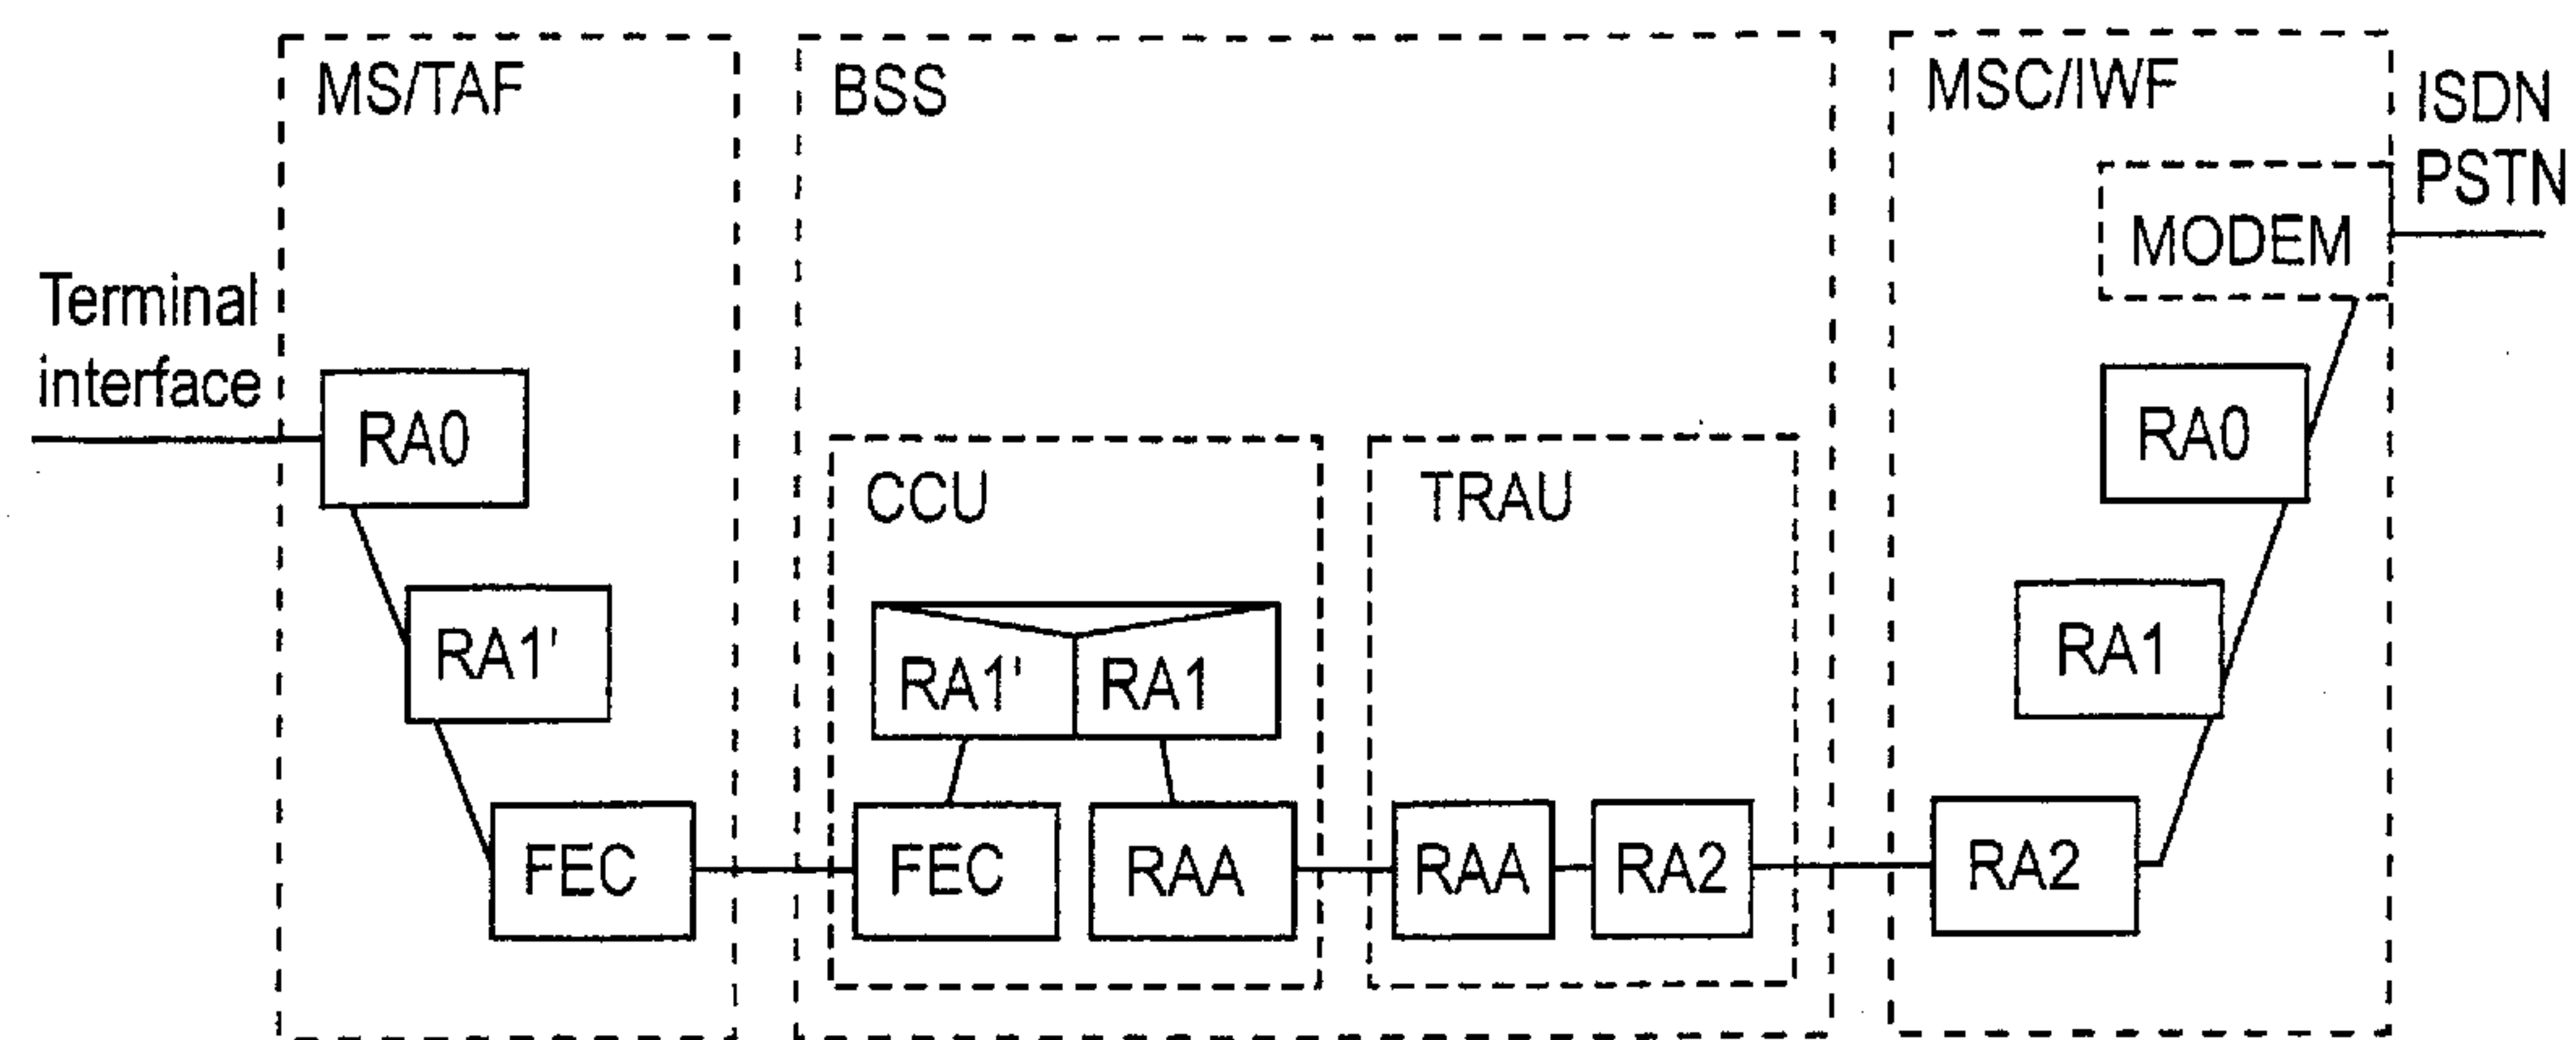 MS/TAF
BSS
MSC/IWF
ISDN
PSTN
MODEM
Terminal
interface
RA0
RA0
CCU
TRAU
RA1'
RA1'
RA1
RA1
FEC
FEC
RAA
RAA
RA2
RA2